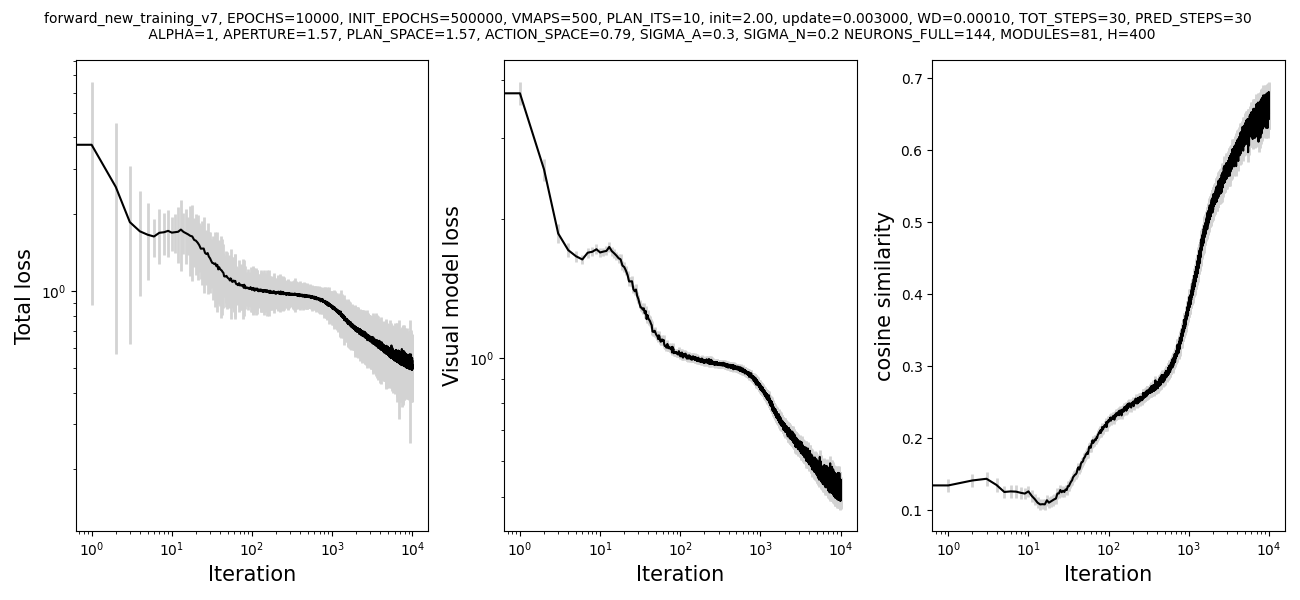 forward_new_training_v7, EPOCHS=10000, INIT_EPOCHS=500000, VMAPS=500, PLAN_ITS=10, init=2.00, update=0.003000, WD=0.00010, TOT_STEPS=30, PRED_STEPS=30
ALPHA=1, APERTURE=1.57, PLAN_SPACE=1.57, ACTION_SPACE=0.79, SIGMA_A=0.3, SIGMA_N=0.2 NEURONS_FULL=144, MODULES=81, H=400
Total loss
10⁰
10⁰ 10¹ 10² 10³ 10⁴
Iteration
Visual model loss
10⁰
10⁰ 10¹ 10² 10³ 10⁴
Iteration
cosine similarity
0.7
0.6
0.5
0.4
0.3
0.2
0.1
10⁰ 10¹ 10² 10³ 10⁴
Iteration